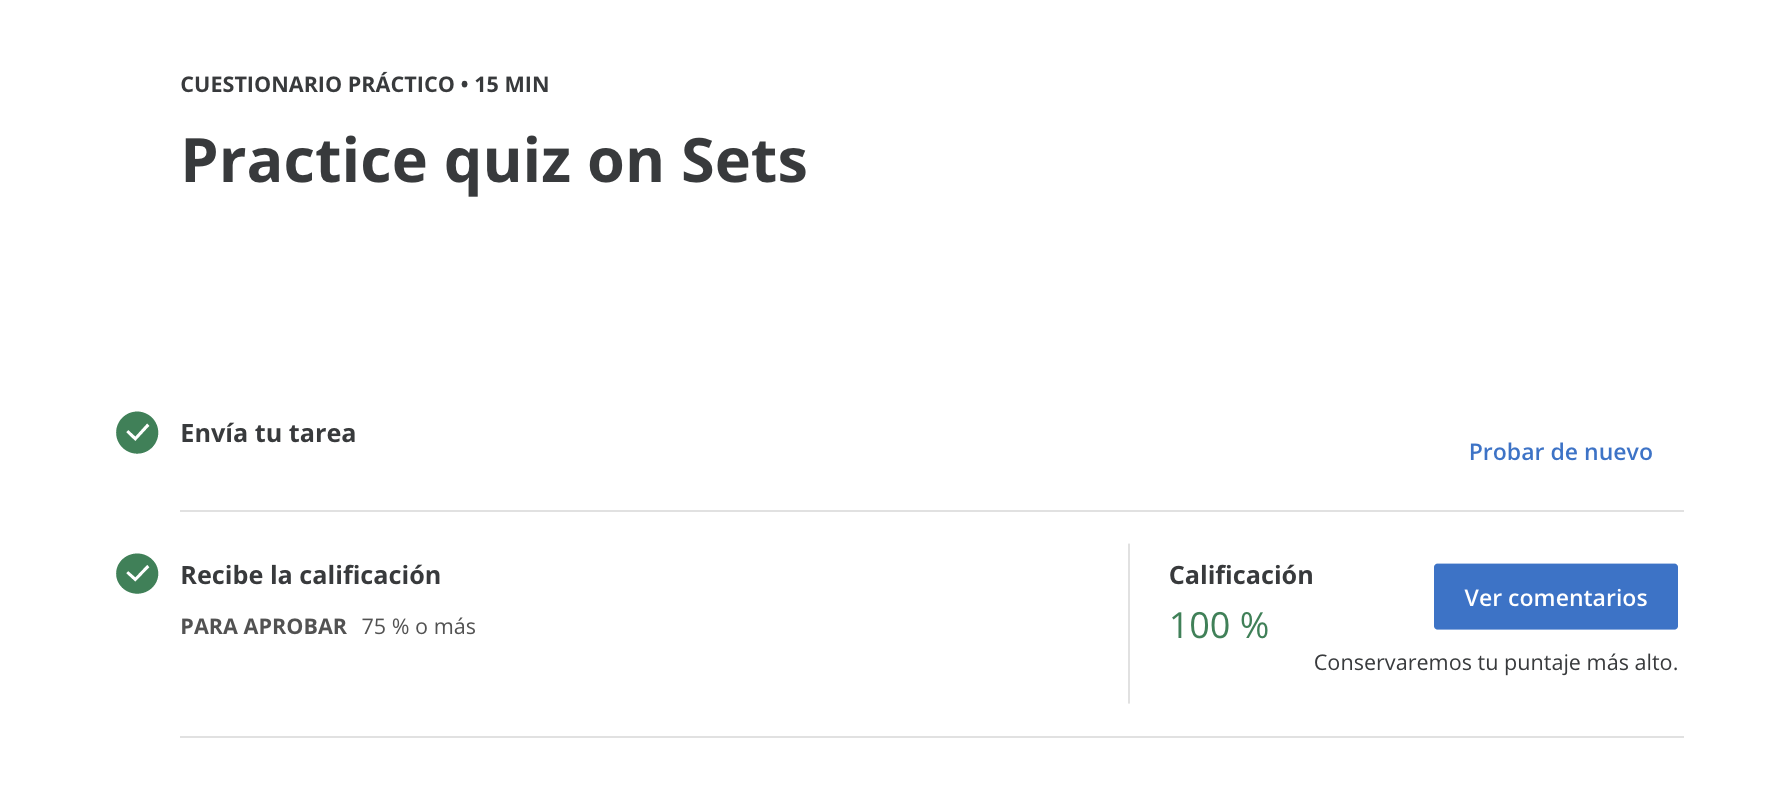 CUESTIONARIO PRÁCTICO • 15 MIN
Practice quiz on Sets
Envía tu tarea
Probar de nuevo
Recibe la calificación
PARA APROBAR 75 % o más
Calificación
100 %
Ver comentarios
Conservaremos tu puntaje más alto.